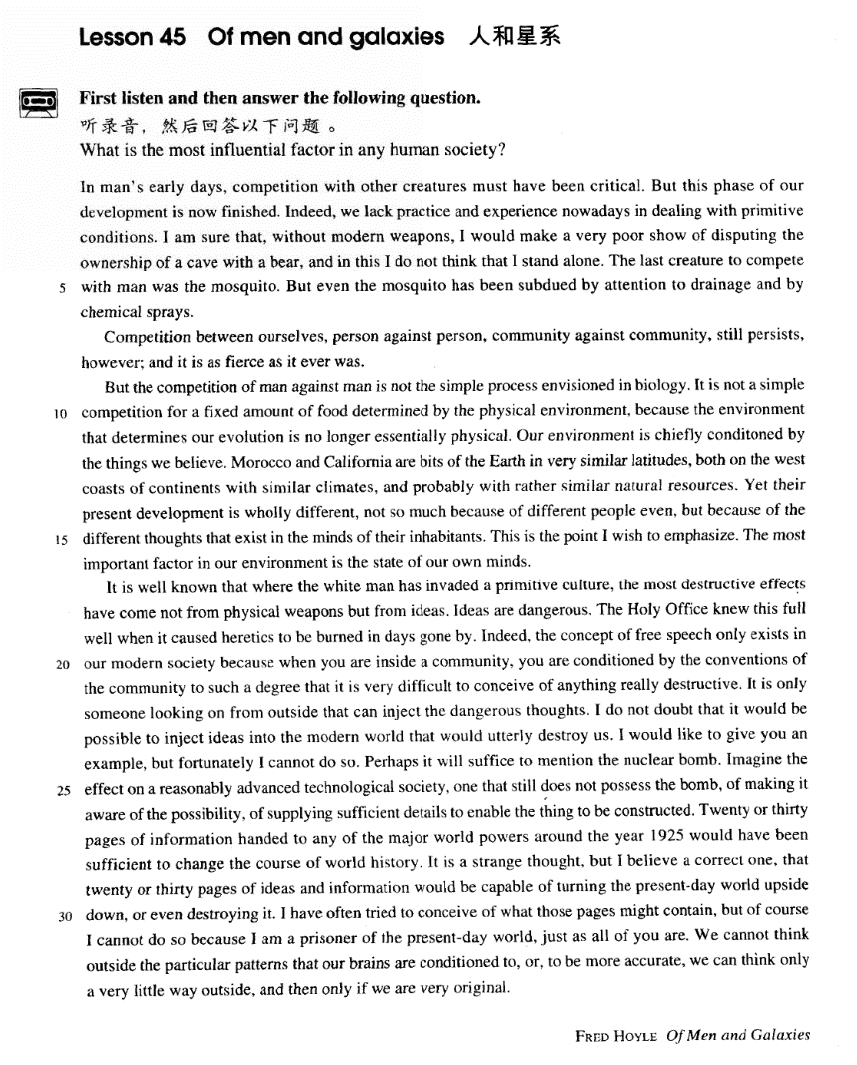 Lesson 45 Of men and galaxies 人和星系
First listen and then answer the following question.
听录音，然后回答以下问题。
What is the most influential factor in any human society?
In man's early days, competition with other creatures must have been critical. But this phase of our
development is now finished. Indeed, we lack practice and experience nowadays in dealing with primitive
conditions. I am sure that, without modern weapons, I would make a very poor show of disputing the
ownership of a cave with a bear, and in this I do not think that I stand alone. The last creature to compete
5 with man was the mosquito. But even the mosquito has been subdued by attention to drainage and by
chemical sprays.
Competition between ourselves, person against person, community against community, still persists,
however; and it is as fierce as it ever was.
But the competition of man against man is not the simple process envisioned in biology. It is not a simple
10 competition for a fixed amount of food determined by the physical environment, because the environment
that determines our evolution is no longer essentially physical. Our environment is chiefly conditoned by
the things we believe. Morocco and California are bits of the Earth in very similar latitudes, both on the west
coasts of continents with similar climates, and probably with rather similar natural resources. Yet their
present development is wholly different, not so much because of different people even, but because of the
15 different thoughts that exist in the minds of their inhabitants. This is the point I wish to emphasize. The most
important factor in our environment is the state of our own minds.
It is well known that where the white man has invaded a primitive culture, the most destructive effects
have come not from physical weapons but from ideas. Ideas are dangerous. The Holy Office knew this full
well when it caused heretics to be burned in days gone by. Indeed, the concept of free speech only exists in
20 our modern society because when you are inside a community, you are conditioned by the conventions of
the community to such a degree that it is very difficult to conceive of anything really destructive. It is only
someone looking on from outside that can inject the dangerous thoughts. I do not doubt that it would be
possible to inject ideas into the modern world that would utterly destroy us. I would like to give you an
example, but fortunately I cannot do so. Perhaps it will suffice to mention the nuclear bomb. Imagine the
25 effect on a reasonably advanced technological society, one that still does not possess the bomb, of making it
aware of the possibility, of supplying sufficient details to enable the thing to be constructed. Twenty or thirty
pages of information handed to any of the major world powers around the year 1925 would have been
sufficient to change the course of world history. It is a strange thought, but I believe a correct one, that
twenty or thirty pages of ideas and information would be capable of turning the present-day world upside
30 down, or even destroying it. I have often tried to conceive of what those pages might contain, but of course
I cannot do so because I am a prisoner of the present-day world, just as all of you are. We cannot think
outside the particular patterns that our brains are conditioned to, or, to be more accurate, we can think only
a very little way outside, and then only if we are very original.
FRED HOYLE Of Men and Galaxies